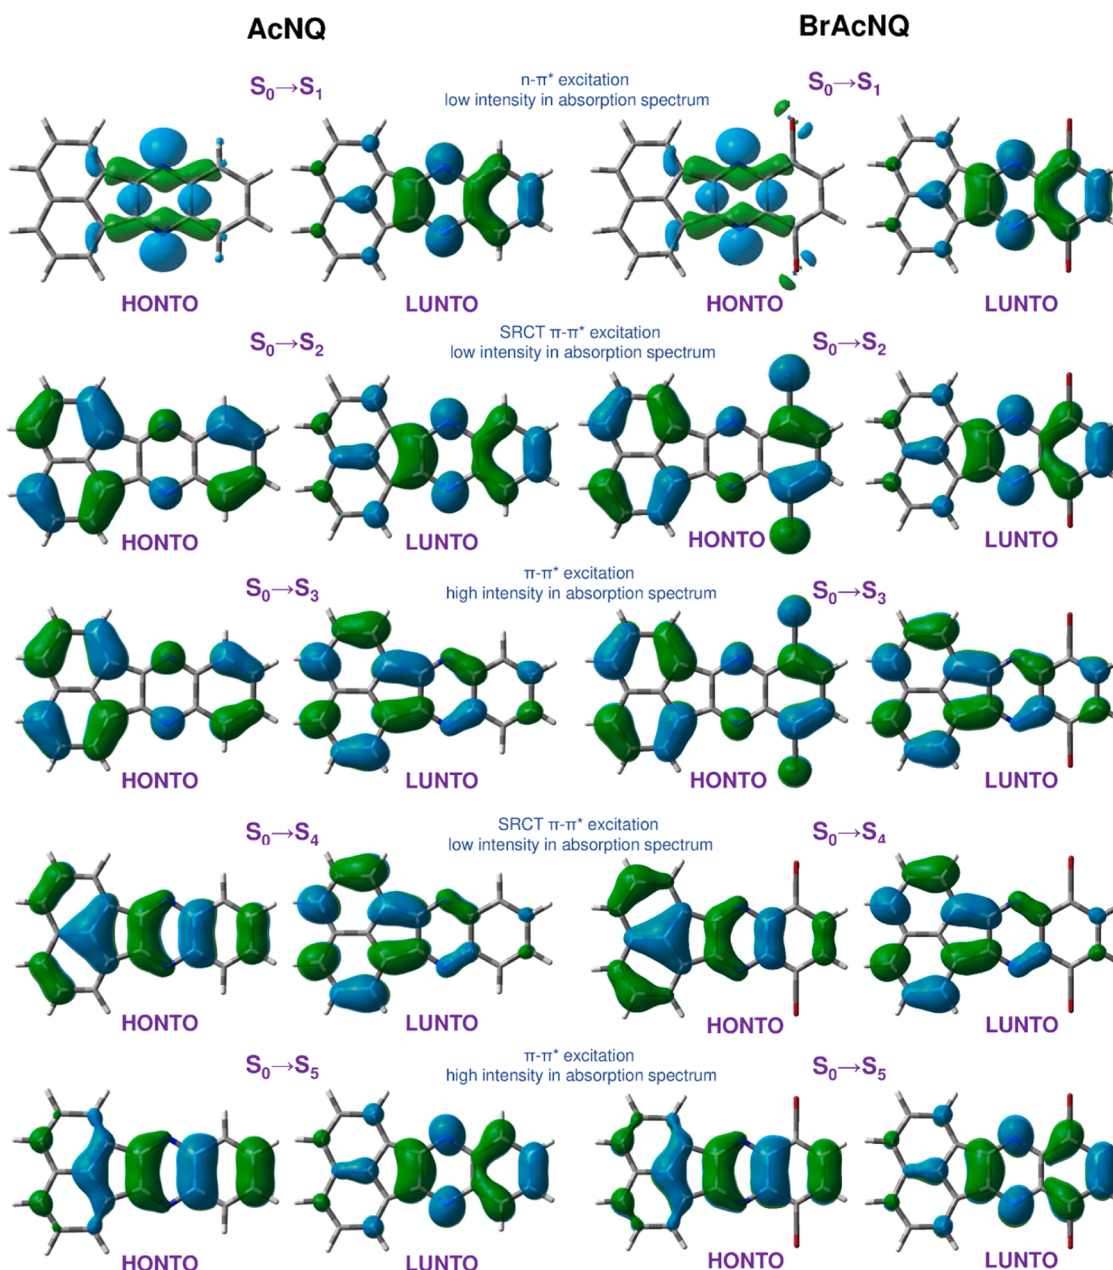 AcNQ
BrAcNQ
S₀→S₁
n-π* excitation
low intensity in absorption spectrum
S₀→S₁
HONTO
LUNTO
HONTO
LUNTO
S₀→S₂
SRCT π-π* excitation
low intensity in absorption spectrum
S₀→S₂
HONTO
LUNTO
HONTO
LUNTO
S₀→S₃
π-π* excitation
high intensity in absorption spectrum
S₀→S₃
HONTO
LUNTO
HONTO
LUNTO
S₀→S₄
SRCT π-π* excitation
low intensity in absorption spectrum
S₀→S₄
HONTO
LUNTO
HONTO
LUNTO
S₀→S₅
π-π* excitation
high intensity in absorption spectrum
S₀→S₅
HONTO
LUNTO
HONTO
LUNTO